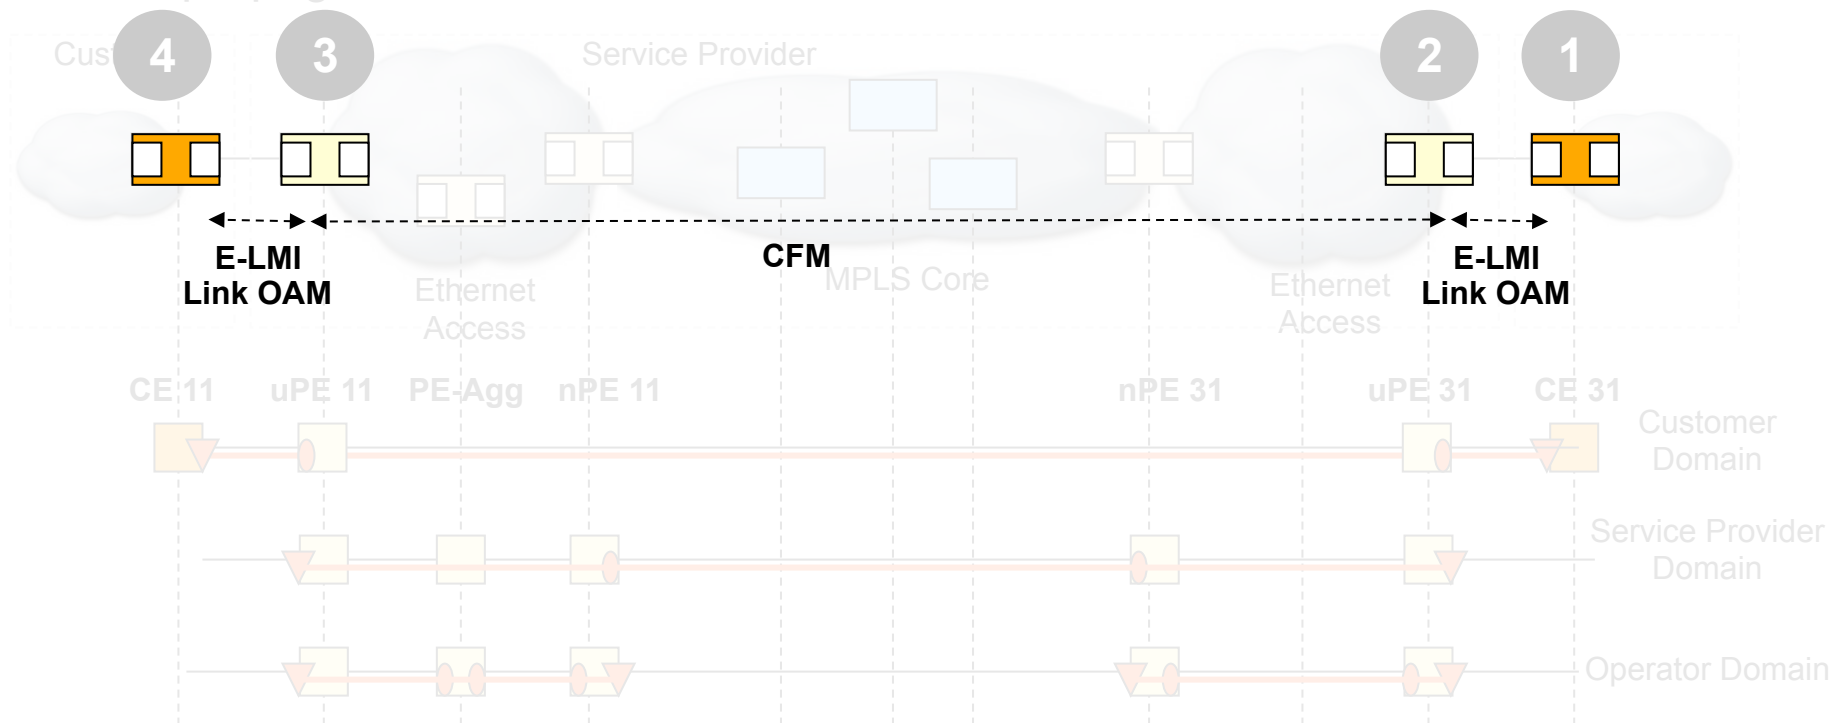 4
3
2
1
Service Provider
E-LMI
Link OAM
CFM
E-LMI
Link OAM
Ethernet
Access
MPLS Core
Ethernet
Access
CE 11
uPE 11
PE-Agg
nPE 11
nPE 31
uPE 31
CE 31
Customer
Domain
Service Provider
Domain
Operator Domain